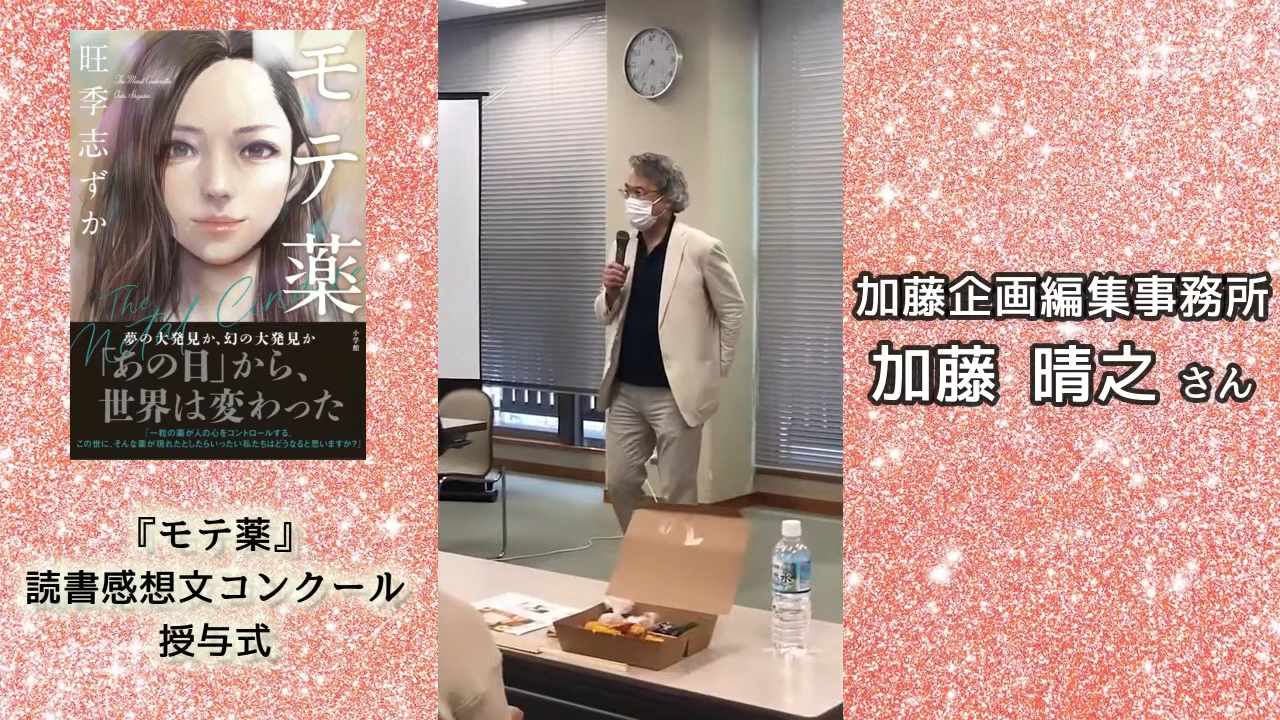 モテ薬
旺季志ずか
小学館
夢の大発見か、幻の大発見か
「あの日」から、
世界は変わった
「一粒の薬が人の心をコントロールする。
この世に、そんな薬が現れたとしたらいったい私たちはどうなると思いますか?」
『モテ薬』
読書感想文コンクール
授与式
加藤企画編集事務所
加藤 晴之 さん